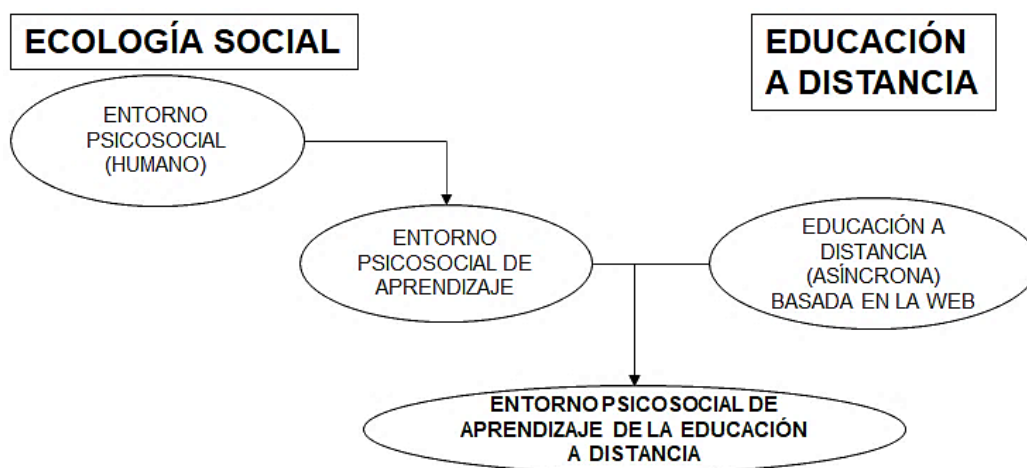 ECOLOGÍA SOCIAL
EDUCACIÓN
A DISTANCIA
ENTORNO
PSICOSOCIAL
(HUMANO)
ENTORNO
PSICOSOCIAL DE
APRENDIZAJE
EDUCACIÓN A
DISTANCIA
(ASÍNCRONA)
BASADA EN LA WEB
ENTORNO PSICOSOCIAL DE
APRENDIZAJE DE LA EDUCACIÓN
A DISTANCIA